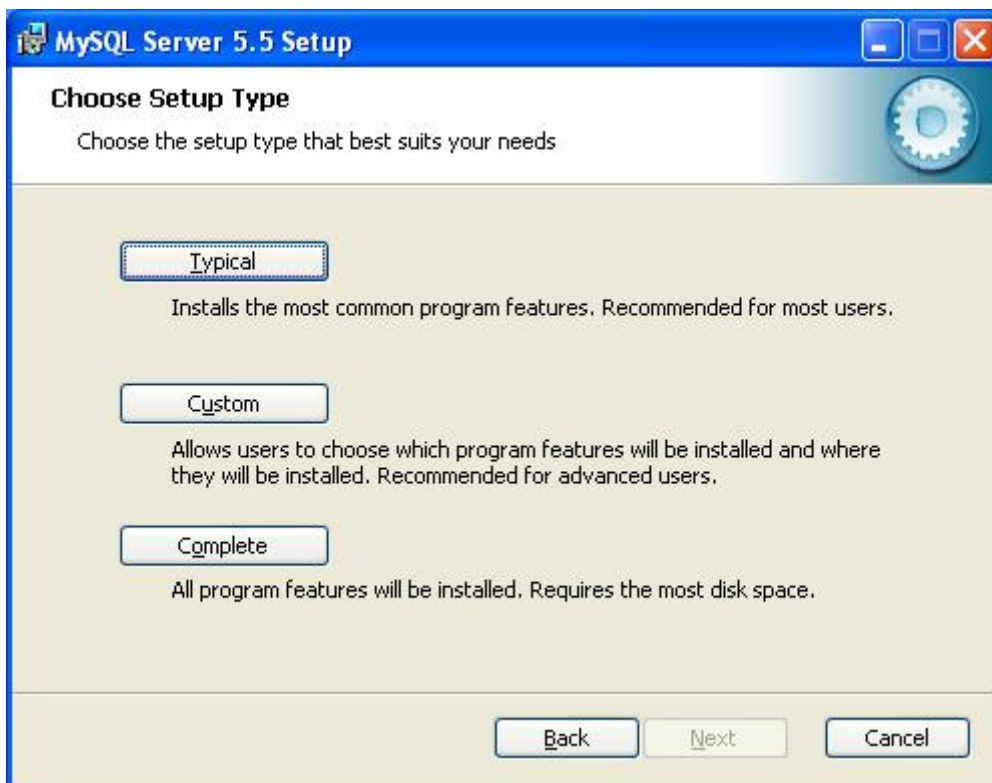 MySQL Server 5.5 Setup
Choose Setup Type
Choose the setup type that best suits your needs
Typical
Installs the most common program features. Recommended for most users.
Custom
Allows users to choose which program features will be installed and where
they will be installed. Recommended for advanced users.
Complete
All program features will be installed. Requires the most disk space.
Back
Next
Cancel